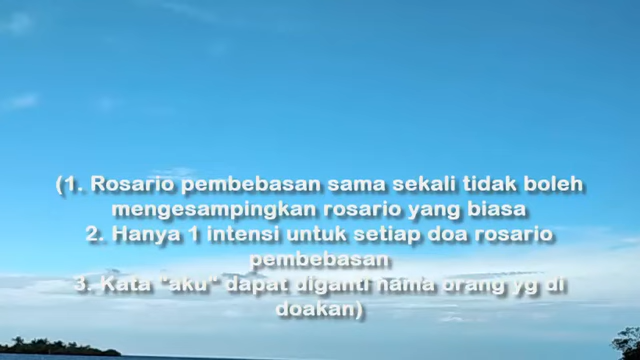 (1. Rosario pembebasan sama sekali tidak boleh
mengesampingkan rosario yang biasa
2. Hanya 1 intensi untuk setiap doa rosario
pembebasan
3. Kata "aku" dapat diganti nama orang yg di
doakan)